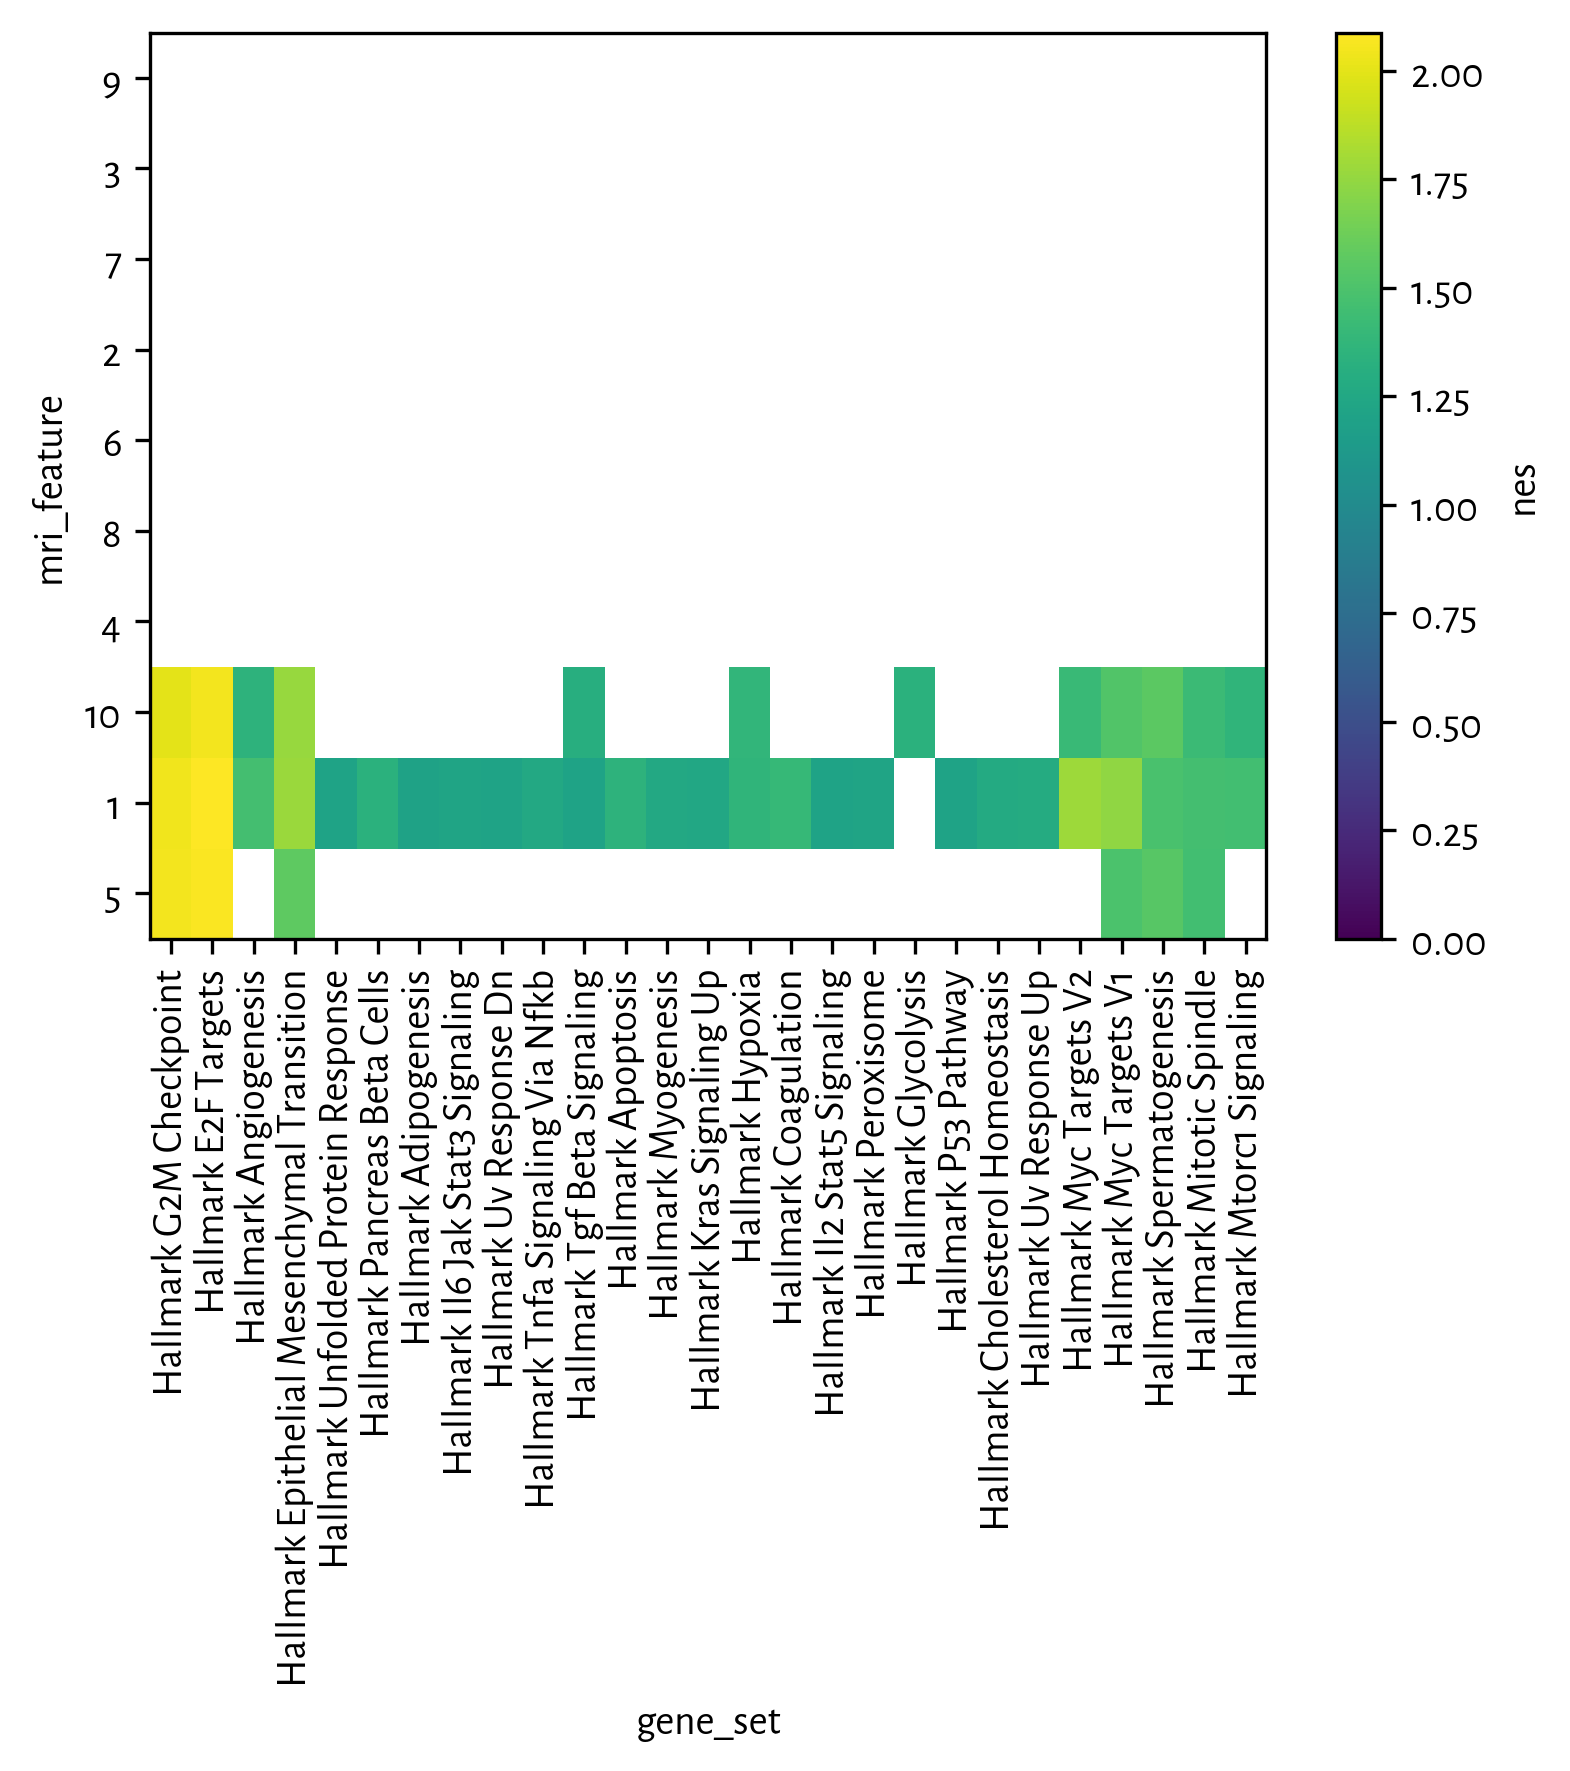 mri_feature
9
3
7
2
6
8
4
10
1
5
Hallmark G2M Checkpoint
Hallmark E2F Targets
Hallmark Angiogenesis
Hallmark Epithelial Mesenchymal Transition
Hallmark Unfolded Protein Response
Hallmark Pancreas Beta Cells
Hallmark Adipogenesis
Hallmark Il6 Jak Stat3 Signaling
Hallmark Uv Response Dn
Hallmark Tnfa Signaling Via Nfkb
Hallmark Tgf Beta Signaling
Hallmark Apoptosis
Hallmark Myogenesis
Hallmark Kras Signaling Up
Hallmark Hypoxia
Hallmark Coagulation
Hallmark Il2 Stat5 Signaling
Hallmark Peroxisome
Hallmark Glycolysis
Hallmark P53 Pathway
Hallmark Cholesterol Homeostasis
Hallmark Uv Response Up
Hallmark Myc Targets V2
Hallmark Myc Targets V1
Hallmark Spermatogenesis
Hallmark Mitotic Spindle
Hallmark Mtorc1 Signaling
gene_set
2.00
1.75
1.50
1.25
1.00
0.75
0.50
0.25
0.00
nes